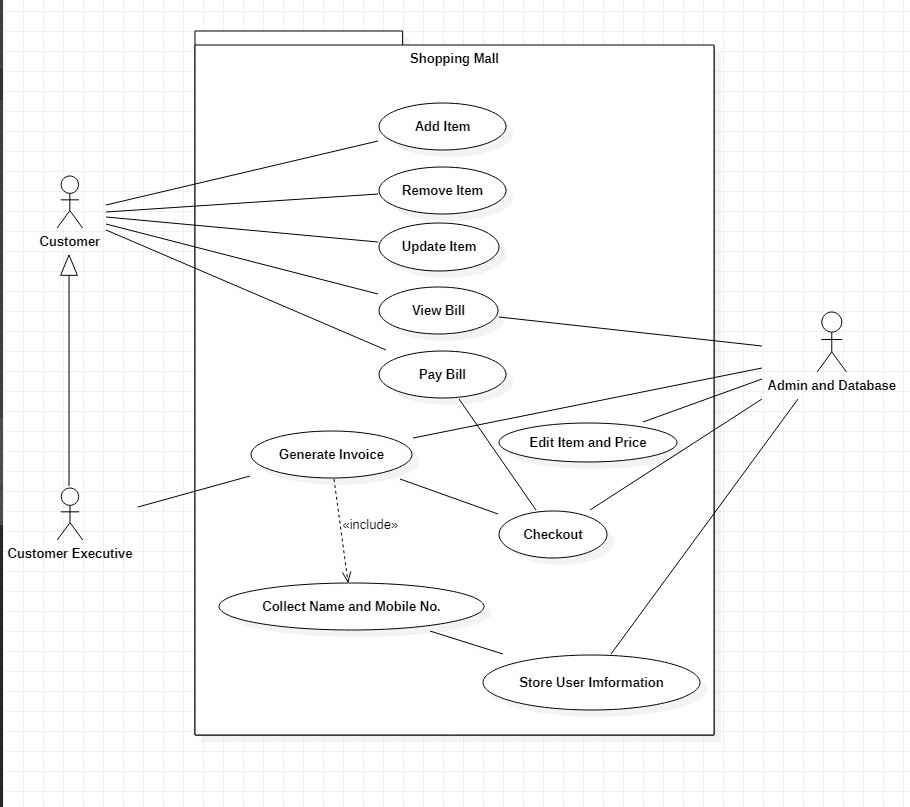 Shopping Mall
Add Item
Remove Item
Customer
Update Item
View Bill
Pay Bill
Admin and Database
Edit Item and Price
Generate Invoice
«include»
Checkout
Customer Executive
Collect Name and Mobile No.
Store User Imformation